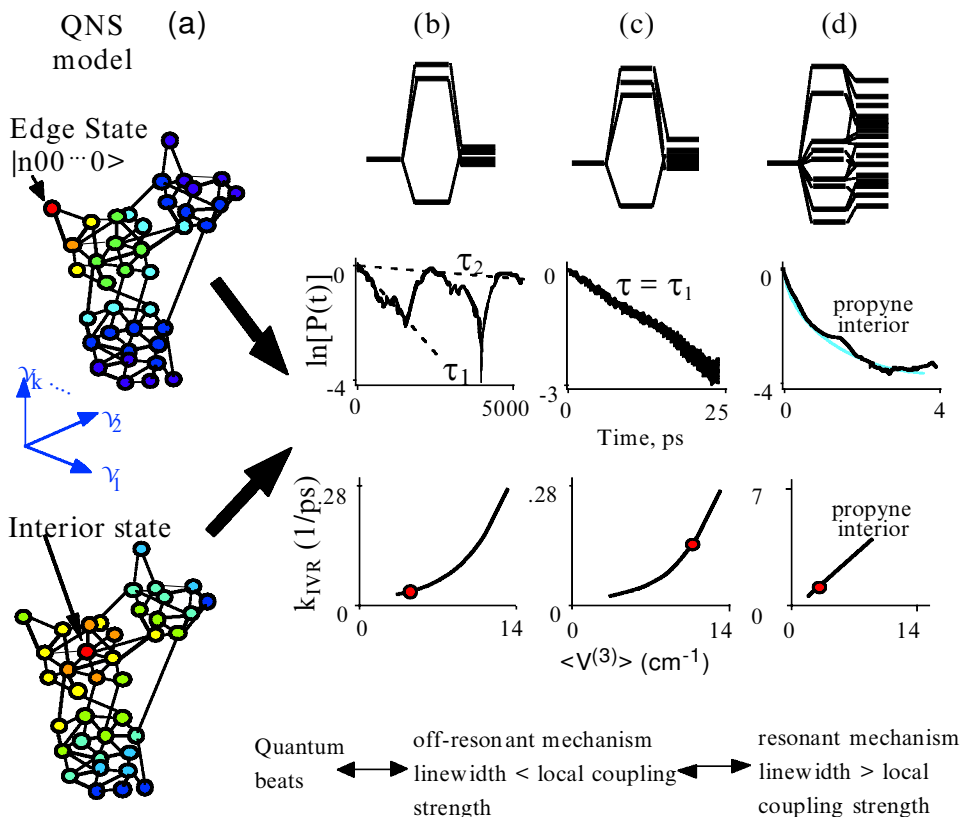 QNS
model
(a)
(b)
(c)
(d)
Edge State
|n00 ··· 0>
γk ...
γ2
γ1
Interior state
ln[P(t)]
0
-4
τ2
τ1
0
5000
0
-3
τ = τ1
0
25
Time, ps
0
-4
propyne
interior
0
4
kIVR (1/ps)
.28
0
0
14
.28
0
0
14
<V(3)> (cm-1)
7
0
propyne
interior
0
14
Quantum
beats
off-resonant mechanism
linewidth < local coupling
strength
resonant mechanism
linewidth > local
coupling strength